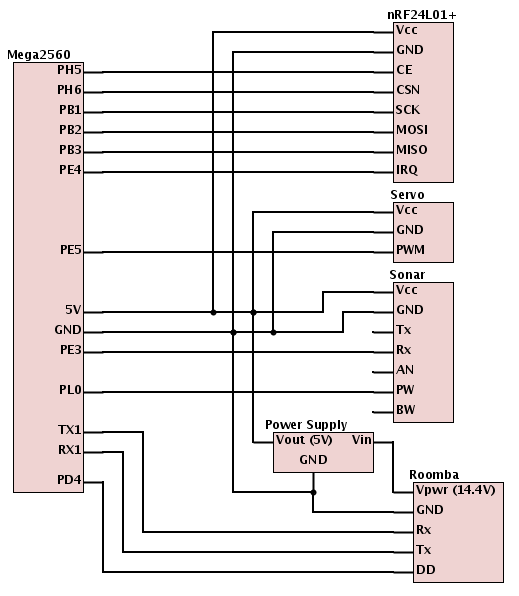 nRF24L01+
Vcc
GND
CE
CSN
SCK
MOSI
MISO
IRQ
Mega2560
PH5
PH6
PB1
PB2
PB3
PE4
PE5
5V
GND
PE3
PL0
TX1
RX1
PD4
Servo
Vcc
GND
PWM
Sonar
Vcc
GND
Tx
Rx
AN
PW
BW
Power Supply
Vout (5V) Vin
GND
Roomba
Vpwr (14.4V)
GND
Rx
Tx
DD